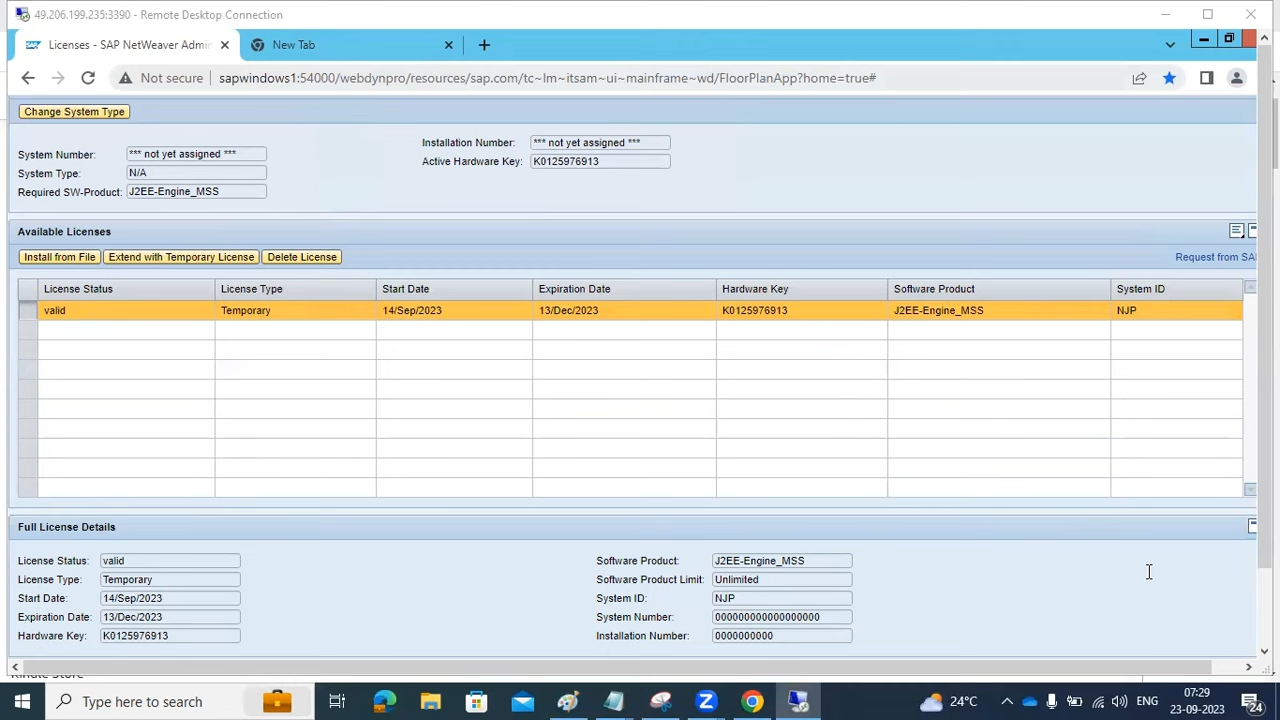 49.206.199.235:3390 - Remote Desktop Connection
Licenses - SAP NetWeaver Admin
New Tab
Not secure
sapwindows1:54000/webdynpro/resources/sap.com/tc~lm~itsam~ui~mainframe~wd/FloorPlanApp?home=true#
Change System Type
System Number: *** not yet assigned ***
System Type: N/A
Required SW-Product: J2EE-Engine_MSS
Installation Number: *** not yet assigned ***
Active Hardware Key: K0125976913
Available Licenses
Install from File Extend with Temporary License Delete License Request from SA
License Status License Type Start Date Expiration Date Hardware Key Software Product System ID
valid Temporary 14/Sep/2023 13/Dec/2023 K0125976913 J2EE-Engine_MSS NJP
Full License Details
License Status: valid
License Type: Temporary
Start Date: 14/Sep/2023
Expiration Date: 13/Dec/2023
Hardware Key: K0125976913
Software Product: J2EE-Engine_MSS
Software Product Limit: Unlimited
System ID: NJP
System Number: 000000000000000000
Installation Number: 0000000000
Type here to search
24°C
ENG
07:29
23-09-2023
24